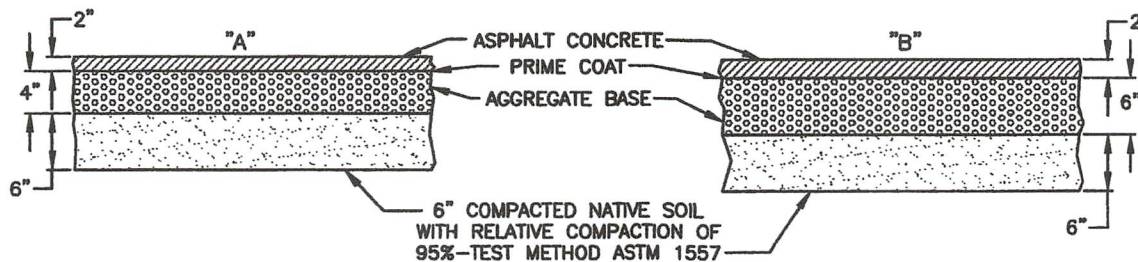 2"
"A"
4"
6"
ASPHALT CONCRETE
PRIME COAT
AGGREGATE BASE
"B"
2
6"
6"
6" COMPACTED NATIVE SOIL
WITH RELATIVE COMPACTION OF
95%-TEST METHOD ASTM 1557